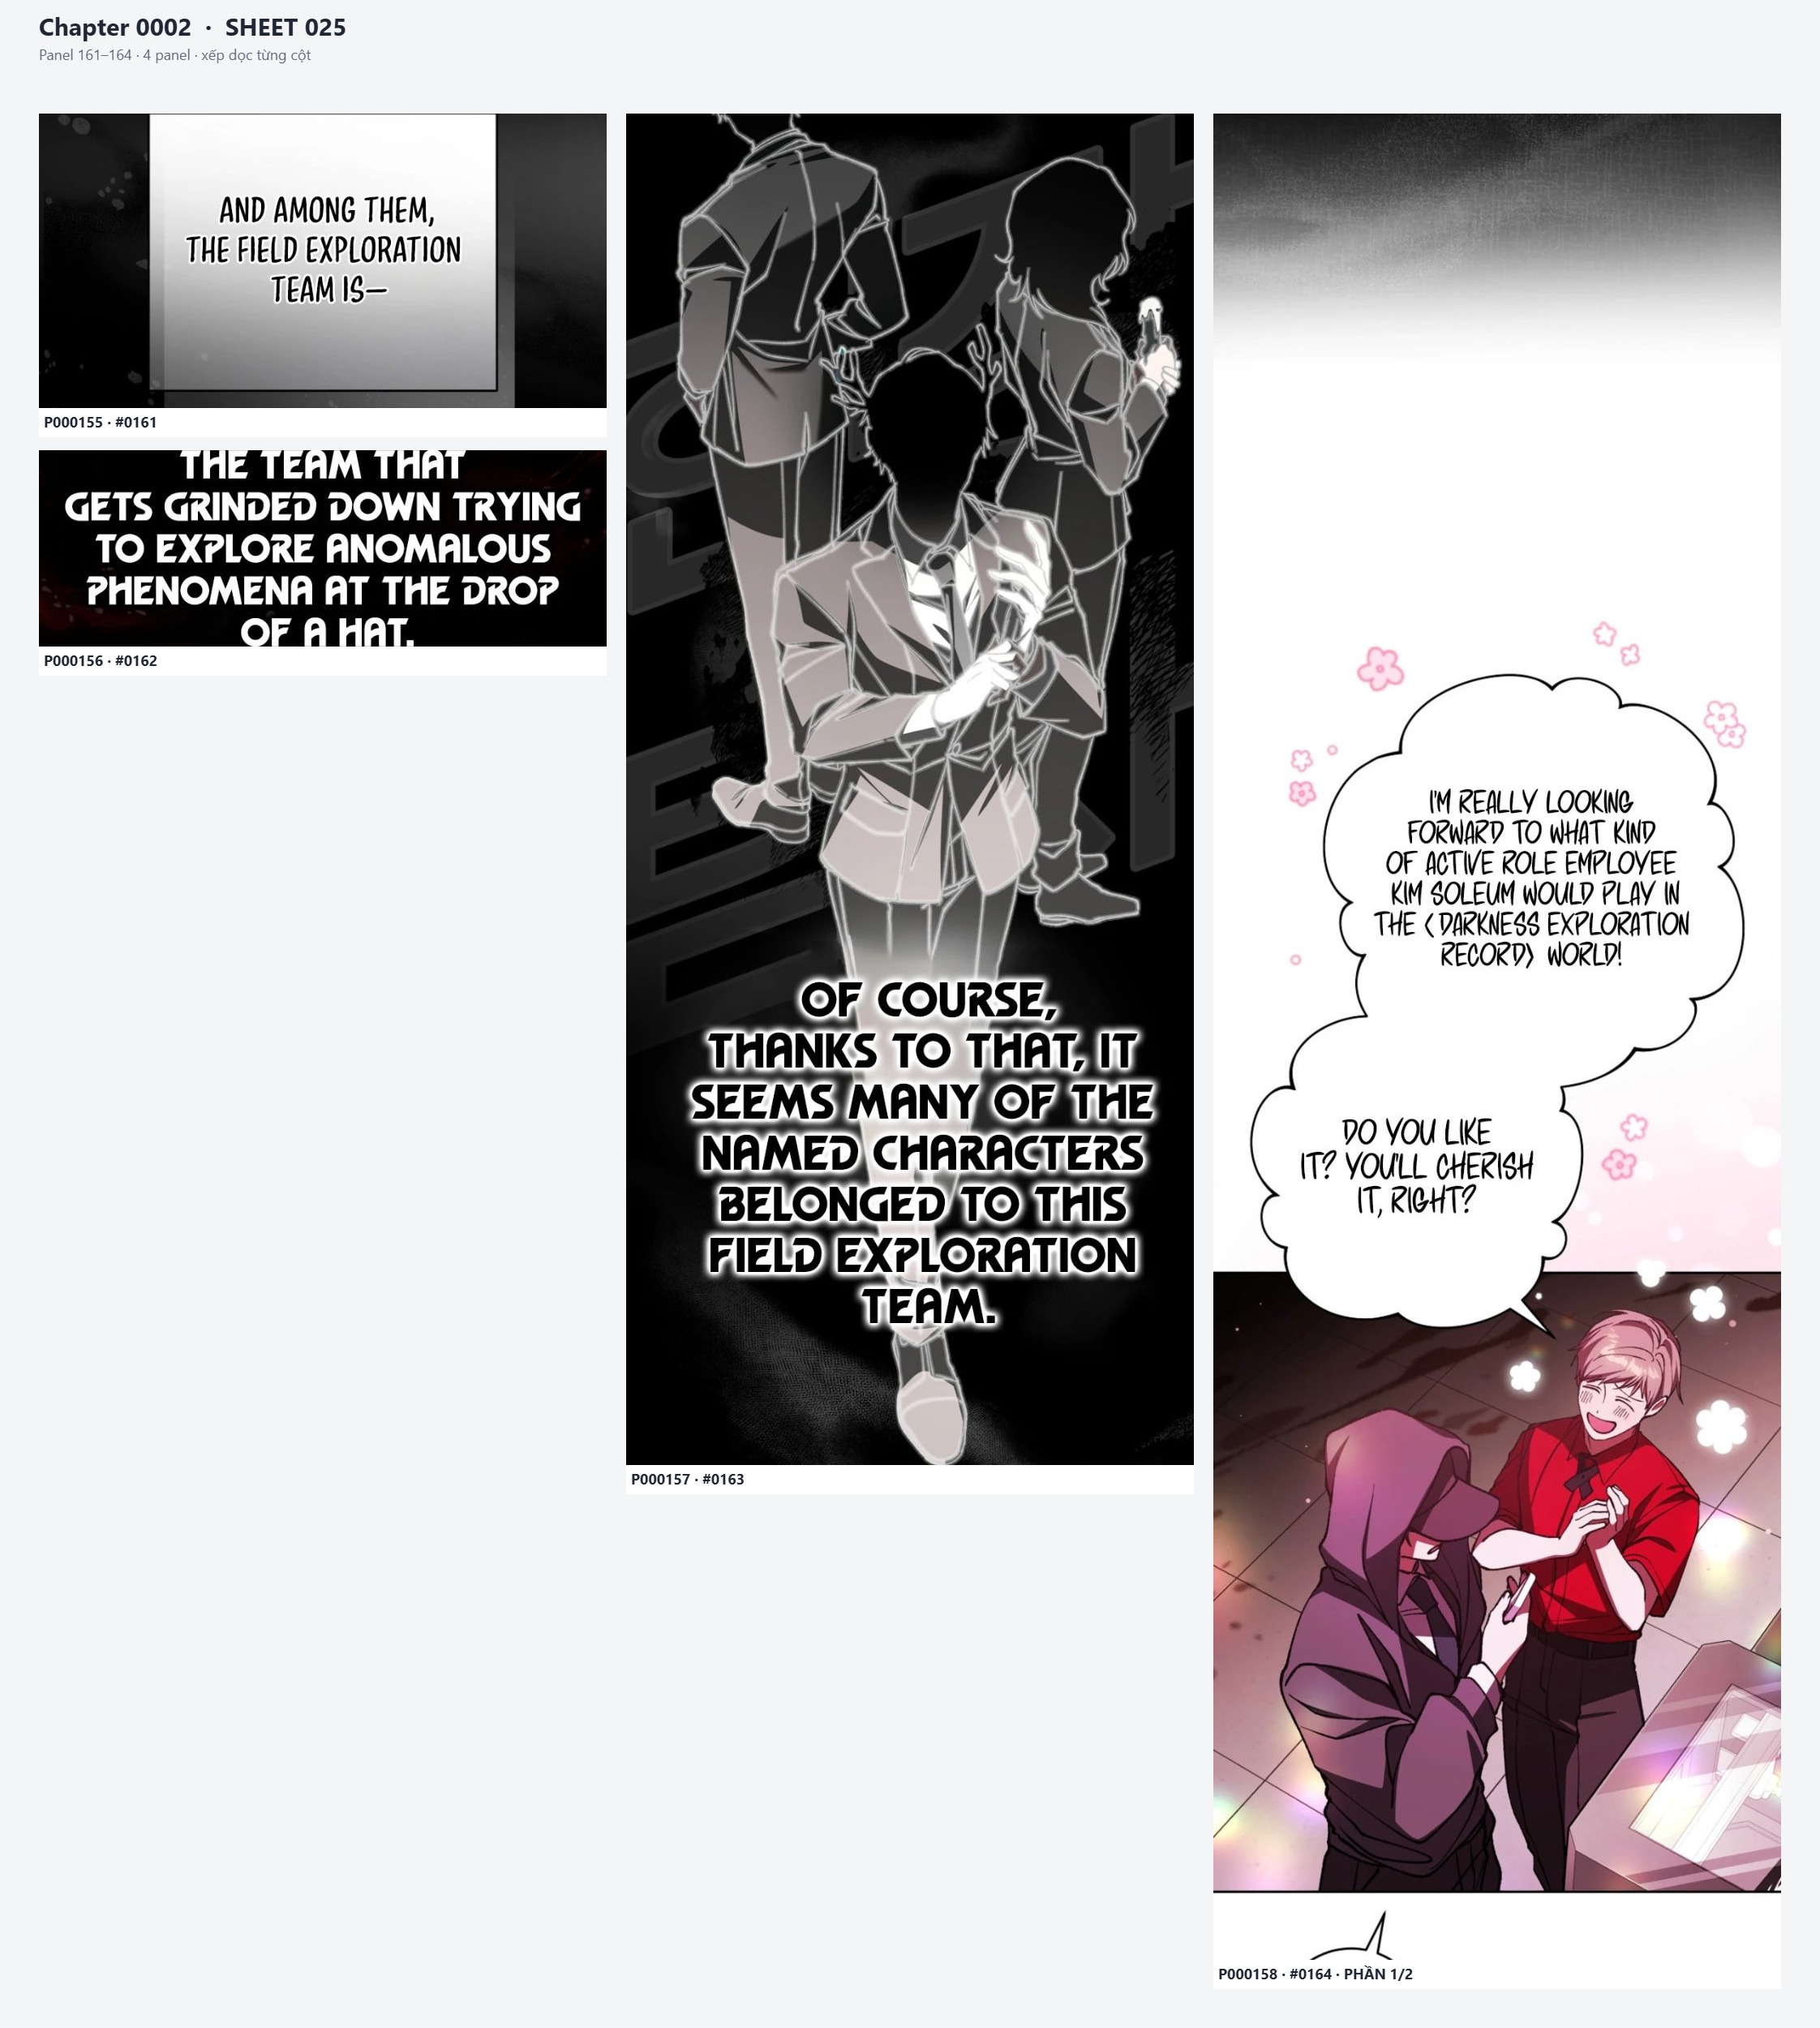 Chapter 0002 · SHEET 025
Panel 161–164 · 4 panel · xếp dọc từng cột
AND AMONG THEM,
THE FIELD EXPLORATION
TEAM IS—
P000155 · #0161
THE TEAM THAT
GETS GRINDED DOWN TRYING
TO EXPLORE ANOMALOUS
PHENOMENA AT THE DROP
OF A HAT.
P000156 · #0162
OF COURSE,
THANKS TO THAT, IT
SEEMS MANY OF THE
NAMED CHARACTERS
BELONGED TO THIS
FIELD EXPLORATION
TEAM.
P000157 · #0163
I'M REALLY LOOKING
FORWARD TO WHAT KIND
OF ACTIVE ROLE EMPLOYEE
KIM SOLEUM WOULD PLAY IN
THE <DARKNESS EXPLORATION
RECORD> WORLD!
DO YOU LIKE
IT? YOU'LL CHERISH
IT, RIGHT?
P000158 · #0164 · PHẦN 1/2